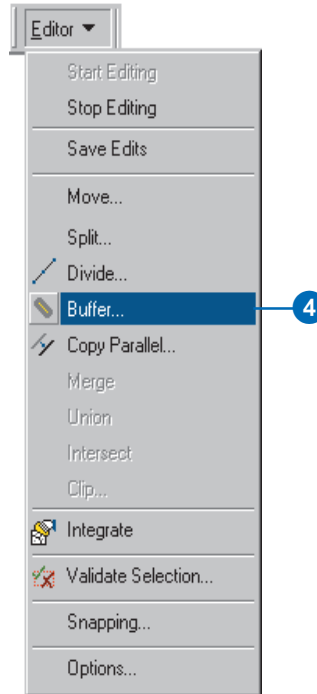 Editor
Start Editing
Stop Editing
Save Edits
Move...
Split...
Divide...
Buffer...
4
Copy Parallel...
Merge
Union
Intersect
Clip...
Integrate
Validate Selection...
Snapping...
Options...